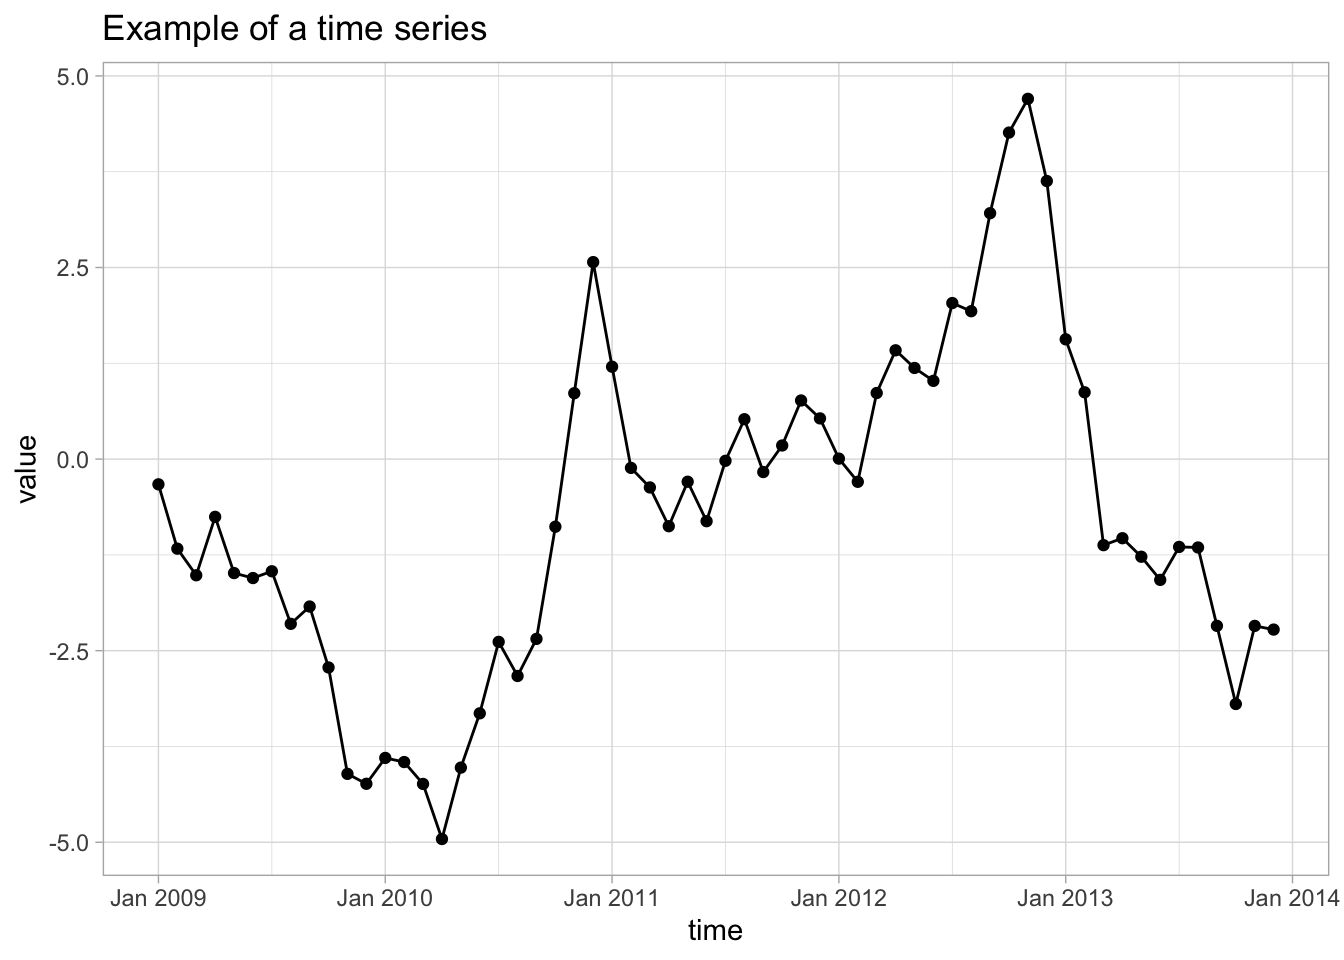 Example of a time series
5.0
2.5
0.0
-2.5
-5.0
value
Jan 2009 Jan 2010 Jan 2011 Jan 2012 Jan 2013 Jan 2014
time